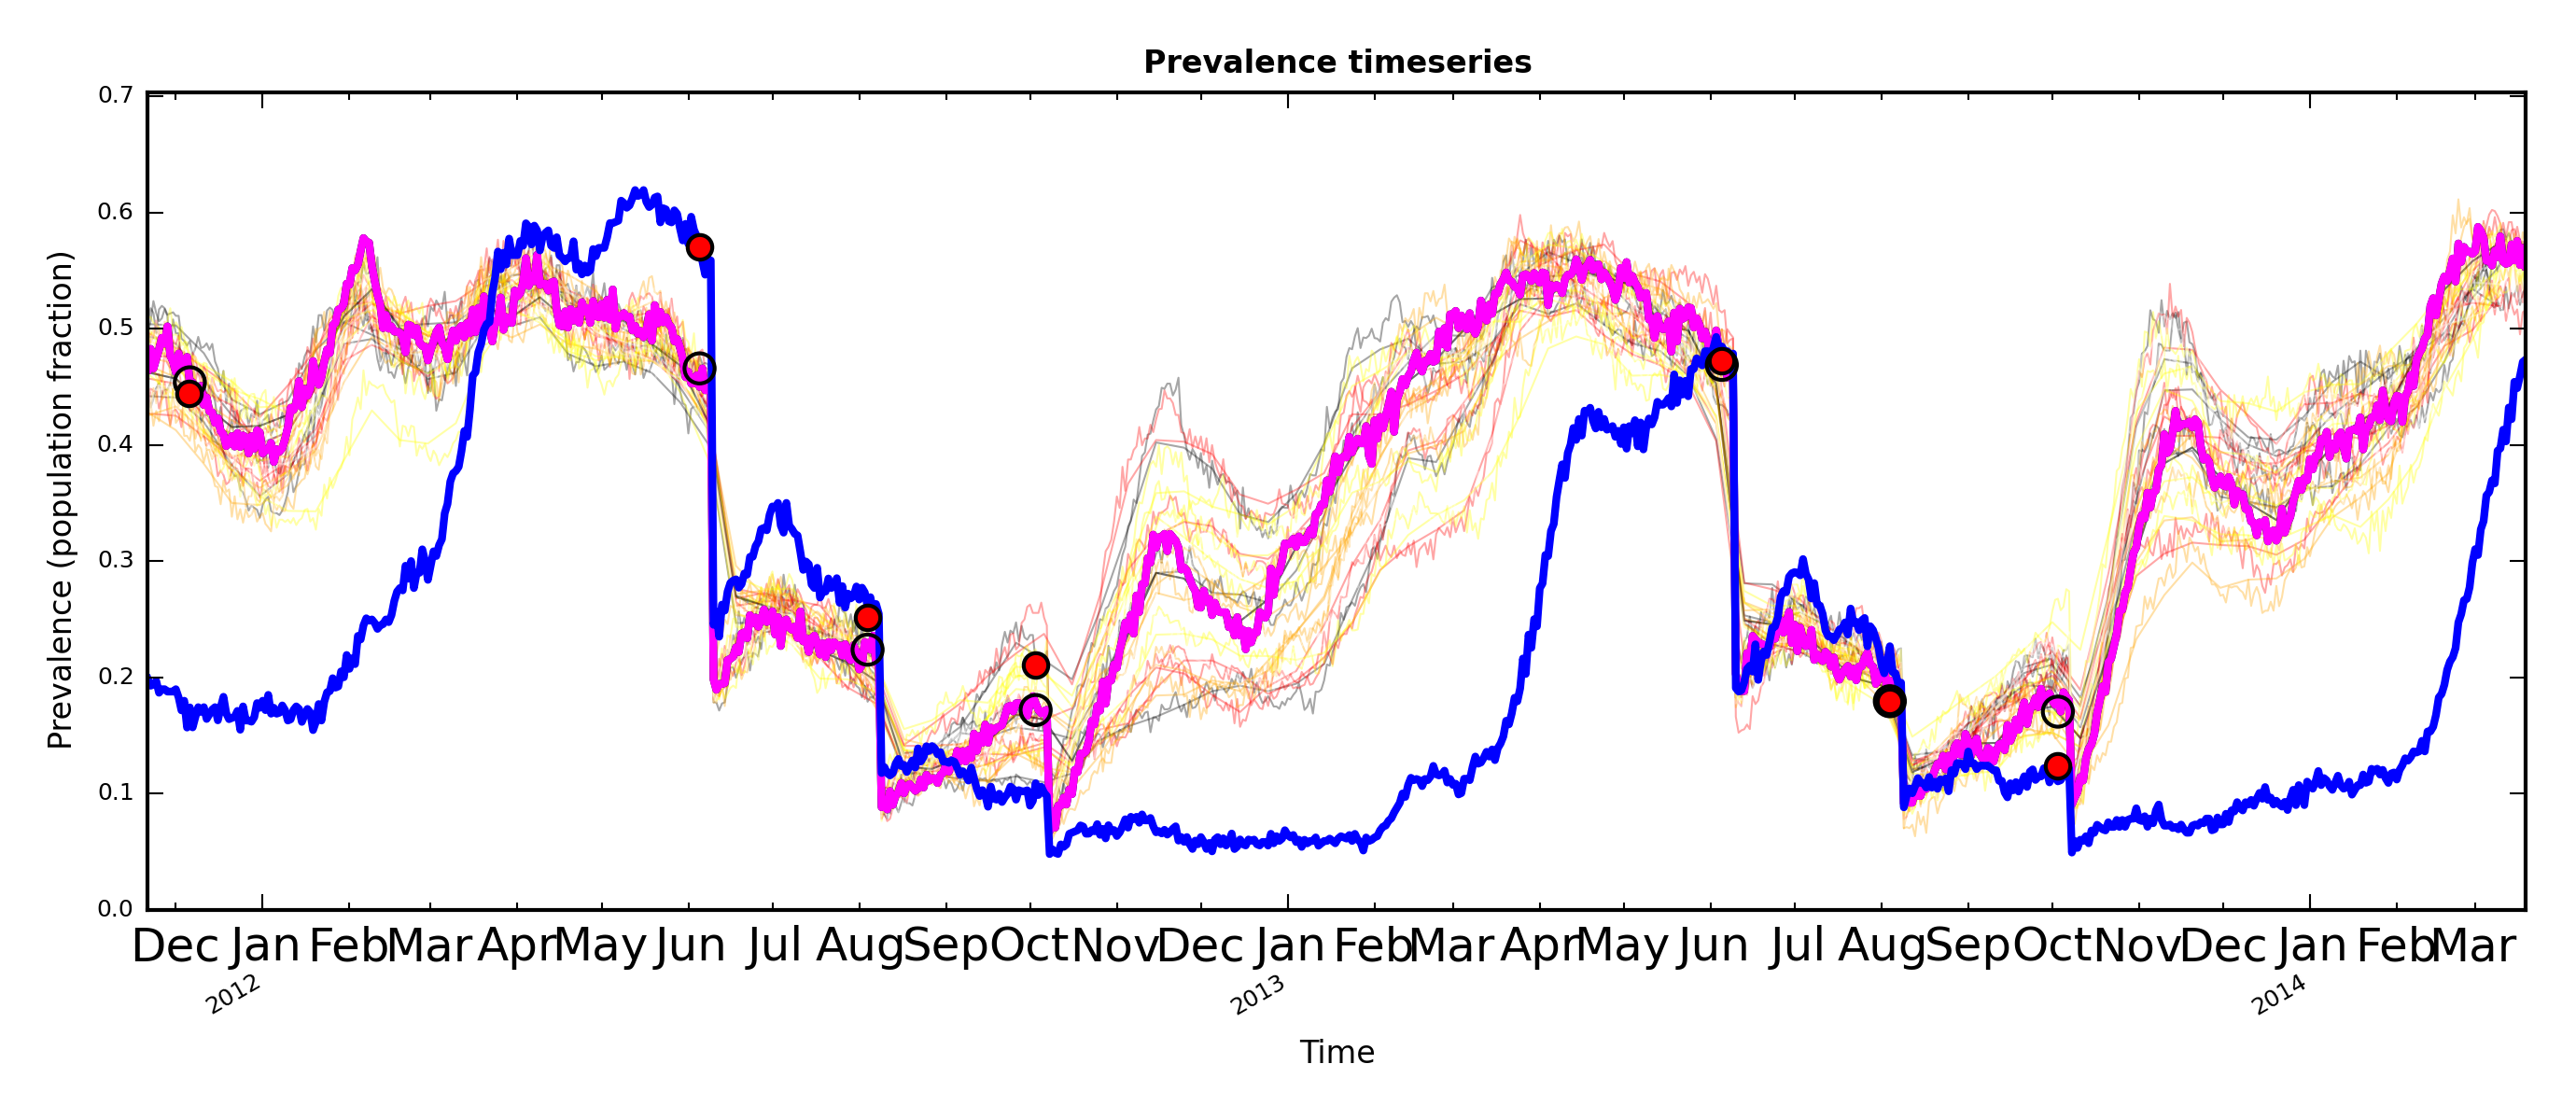 Prevalence timeseries
Prevalence (population fraction)
0.7
0.6
0.5
0.4
0.3
0.2
0.1
0.0
Dec Jan Feb Mar Apr May Jun Jul Aug Sep Oct Nov Dec Jan Feb Mar Apr May Jun Jul Aug Sep Oct Nov Dec Jan Feb Mar
2012 2013 2014
Time